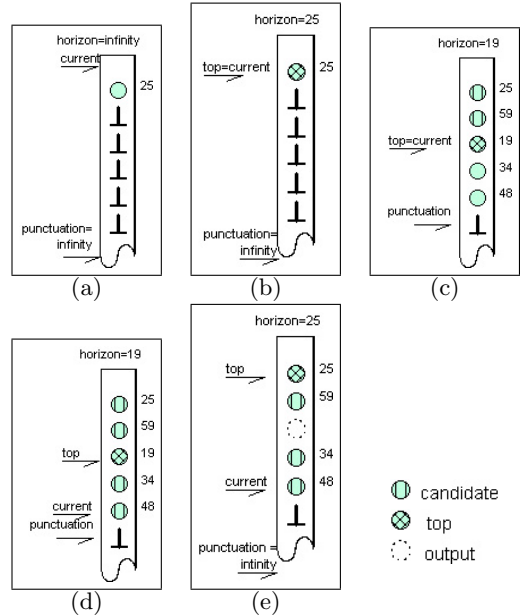 horizon=infinity
current
25
punctuation=
infinity
(a)
horizon=25
top=current
25
punctuation=
infinity
(b)
horizon=19
25
59
top=current
19
34
48
punctuation
(c)
horizon=19
25
59
top
19
34
current
48
punctuation
(d)
horizon=25
top
25
59
34
current
48
punctuation =
infinity
(e)
candidate
top
output